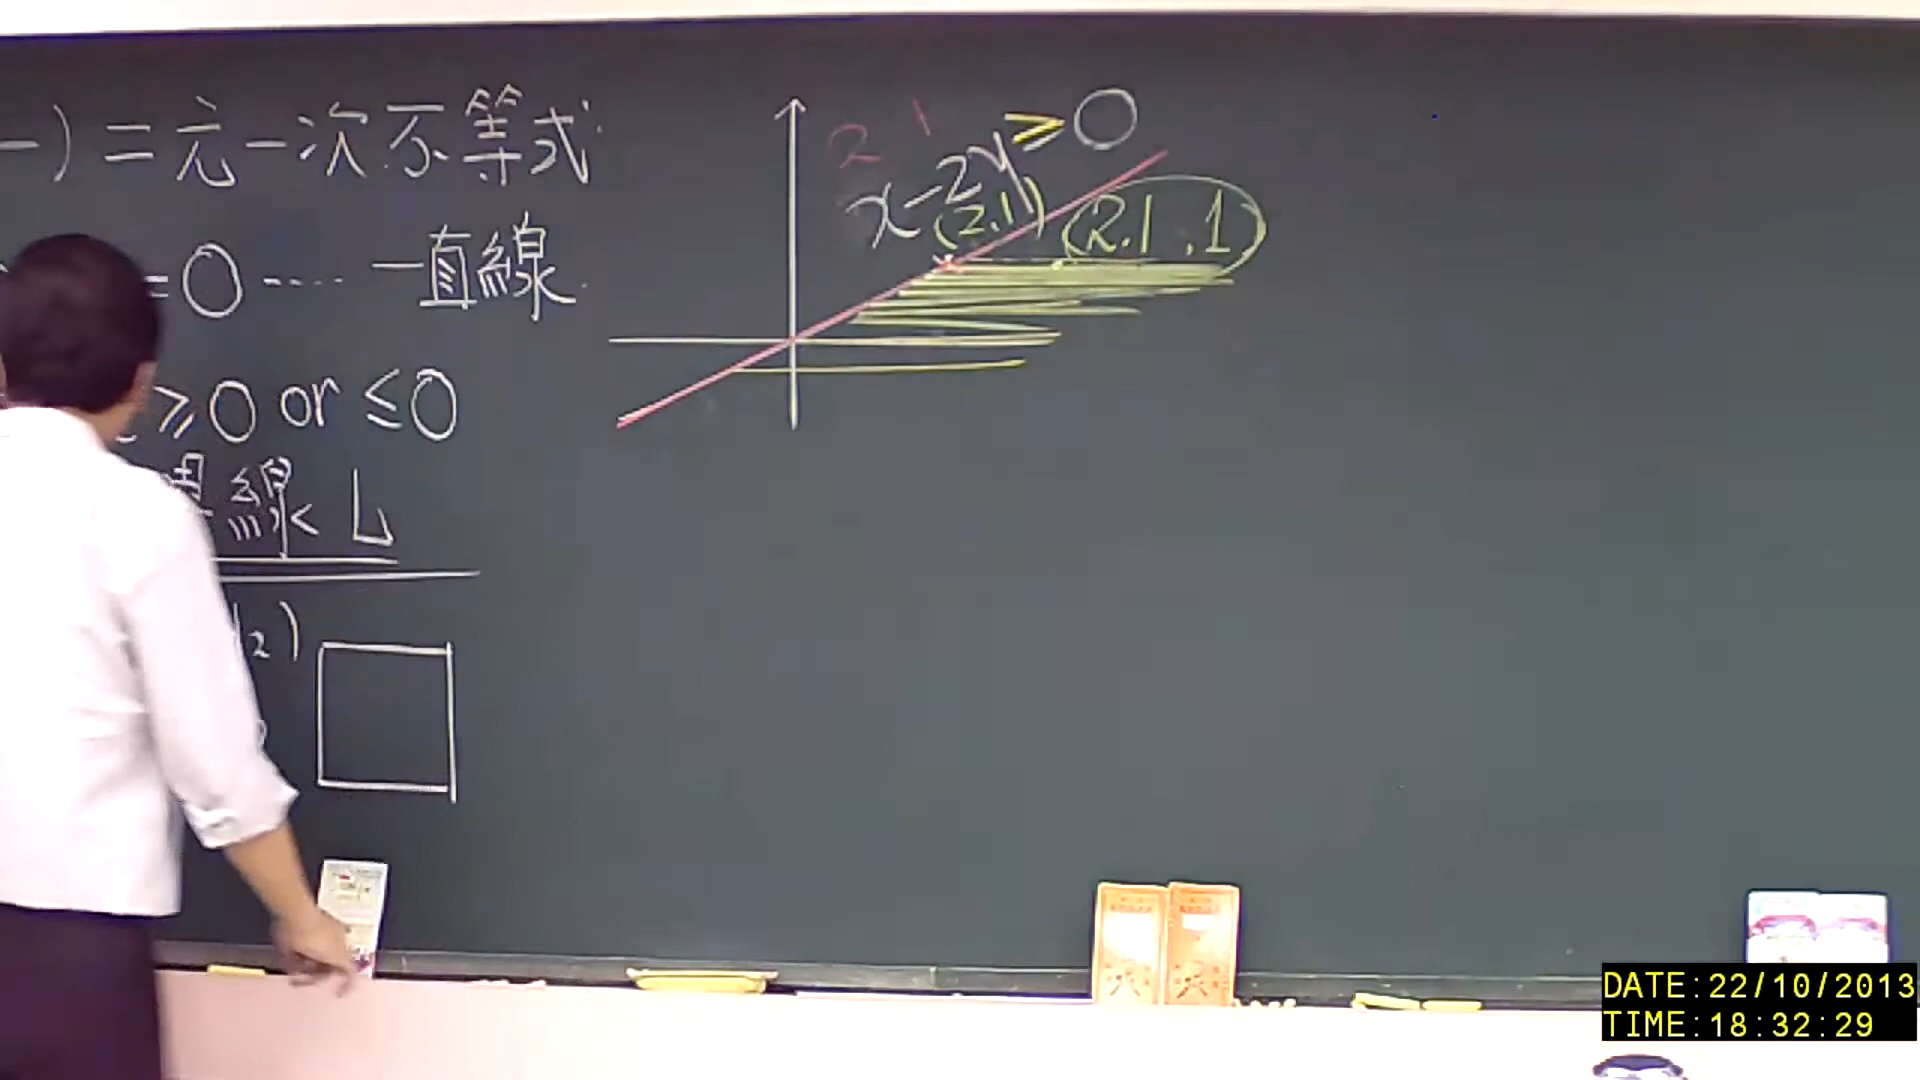 一) 二元一次不等式
=0 ‥‥ 一直線
≥0 or ≤0
線< L
2)
2 1
x-2y≥0
(2.1)
(2.1 , 1)
DATE:22/10/2013
TIME:18:32:29